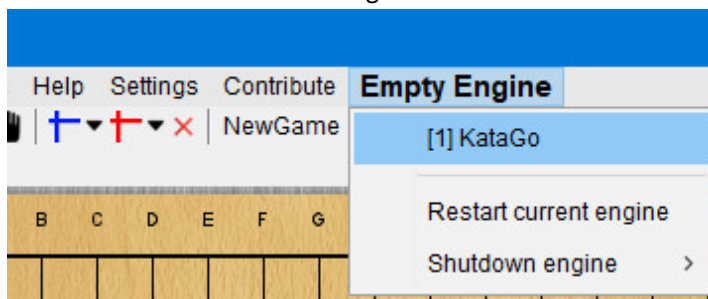 Help Settings Contribute Empty Engine
NewGame
[1] KataGo
B C D E F G
Restart current engine
Shutdown engine >